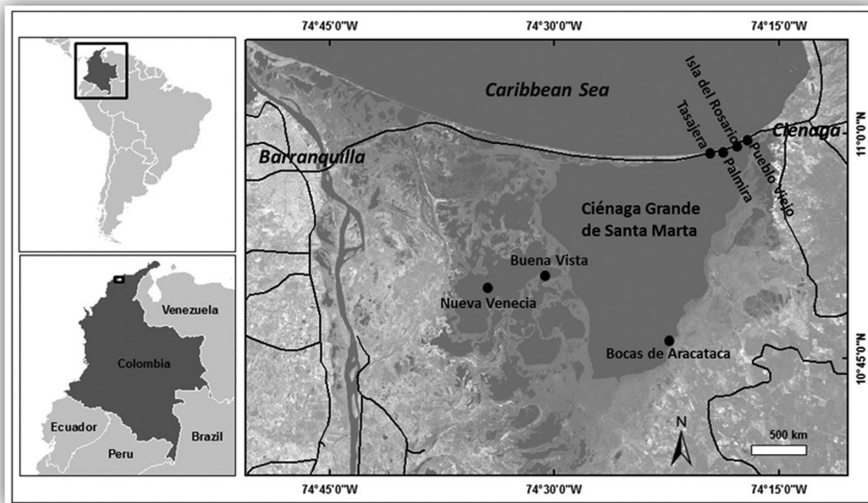 74°45'0"W
74°30'0"W
74°15'0"W
Caribbean Sea
Isla del Rosario
Tasajera
Ciénaga
11°0'0"N
Barranquilla
Palmira
Pueblo Viejo
Ciénaga Grande
de Santa Marta
Buena Vista
Nueva Venecia
Venezuela
Colombia
Bocas de Aracataca
10°45'0"N
Ecuador
Peru
Brazil
N
500 km
74°45'0"W
74°30'0"W
74°15'0"W